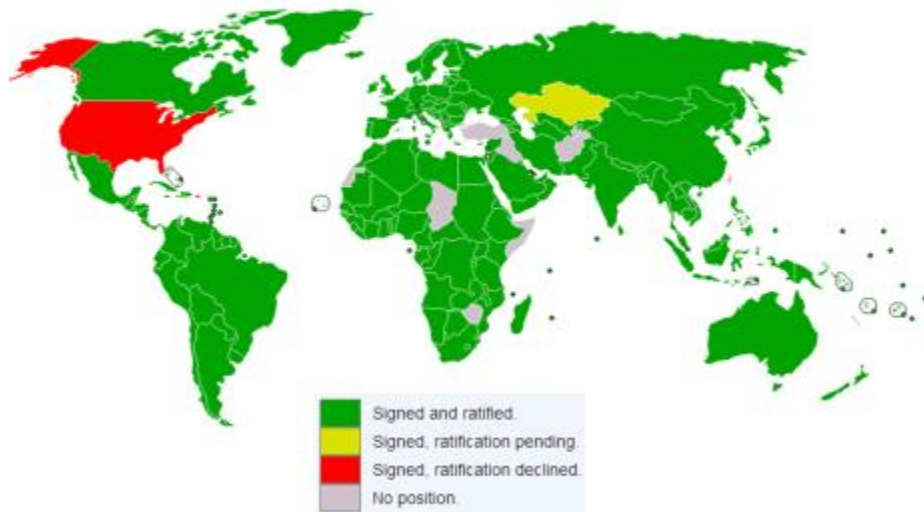 Signed and ratified.
Signed, ratification pending.
Signed, ratification declined.
No position.